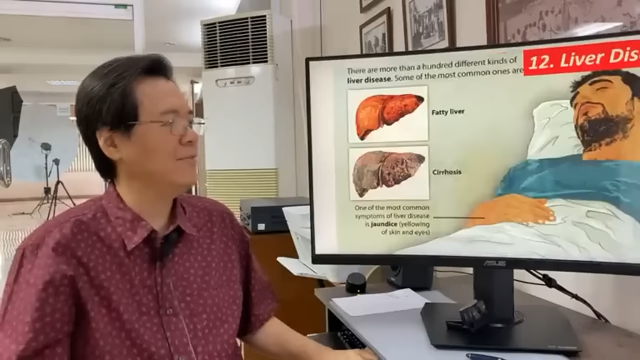 12. Liver Dis
There are more than a hundred different kinds of
liver disease. Some of the most common ones are
Fatty liver
Cirrhosis
One of the most common
symptoms of liver disease
is jaundice (yellowing
of skin and eyes)
ASUS